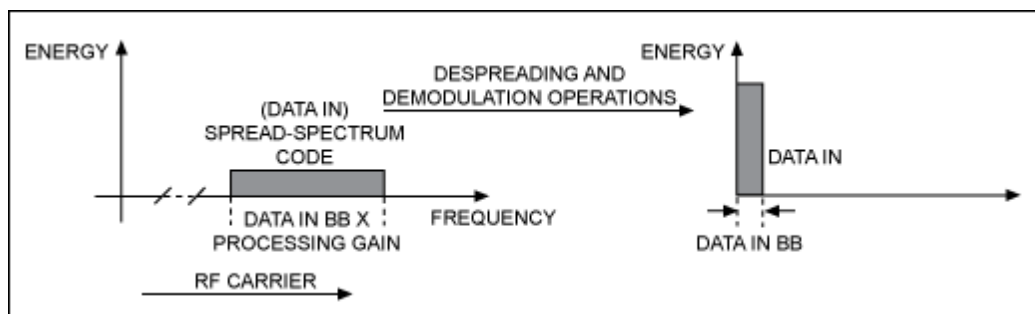 ENERGY
(DATA IN)
SPREAD-SPECTRUM
CODE
DATA IN BB X
PROCESSING GAIN
FREQUENCY
RF CARRIER
DESPREADING AND
DEMODULATION OPERATIONS
ENERGY
DATA IN
DATA IN BB